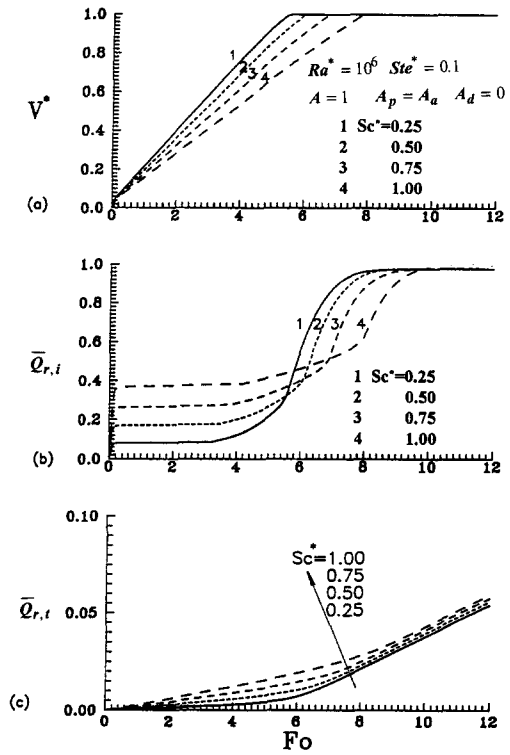 1.0
0.8
0.6
0.4
0.2
0.0
V*
(a)
1
2
3
4
Ra* = 10^6 Ste* = 0.1
A = 1 A_p = A_a A_d = 0
1 Sc*=0.25
2 0.50
3 0.75
4 1.00
0 2 4 6 8 10 12
1.0
0.8
0.6
0.4
0.2
0.0
Q̅_r,i
(b)
1 2 3 4
1 Sc*=0.25
2 0.50
3 0.75
4 1.00
0 2 4 6 8 10 12
0.10
0.05
0.00
Q̅_r,t
(c)
Sc*=1.00
0.75
0.50
0.25
0 2 4 6 8 10 12
Fo